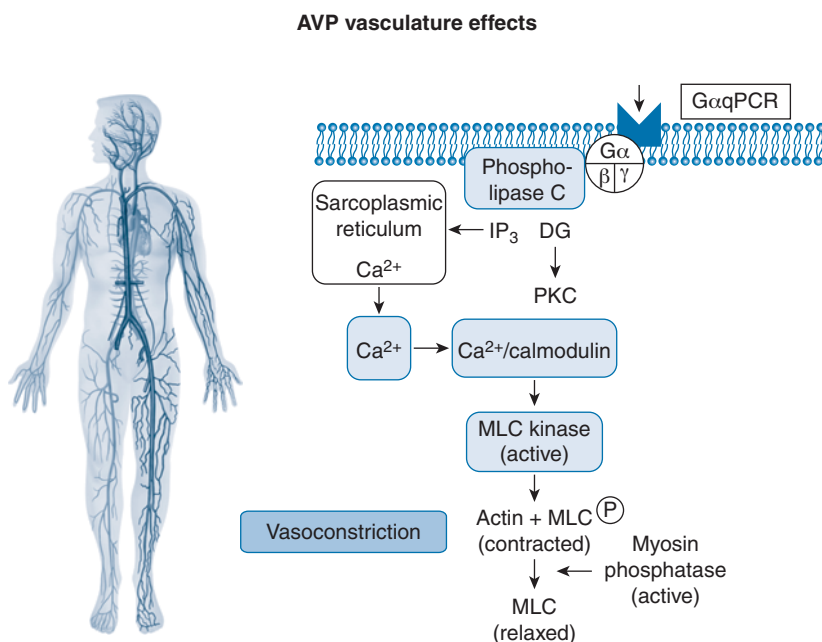 AVP vasculature effects
GαqPCR
Gα
β γ
Phospho-
lipase C
Sarcoplasmic
reticulum
Ca²⁺
IP₃ DG
PKC
Ca²⁺
Ca²⁺/calmodulin
MLC kinase
(active)
Vasoconstriction
Actin + MLC P
(contracted)
Myosin
phosphatase
(active)
MLC
(relaxed)